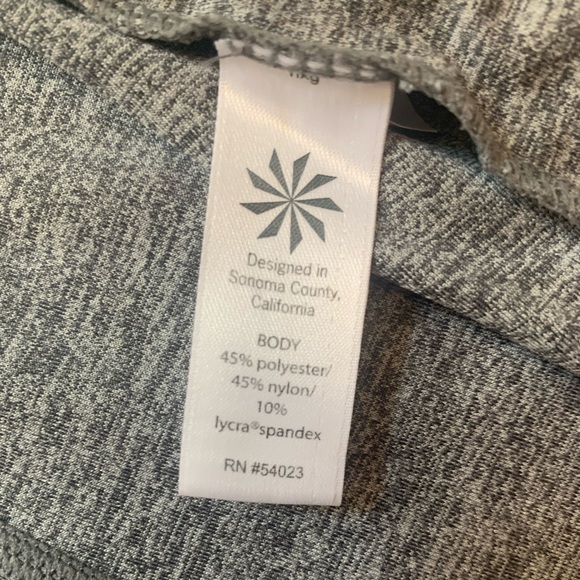 Designed in
Sonoma County,
California
BODY
45% polyester/
45% nylon/
10%
lycra®spandex
RN #54023